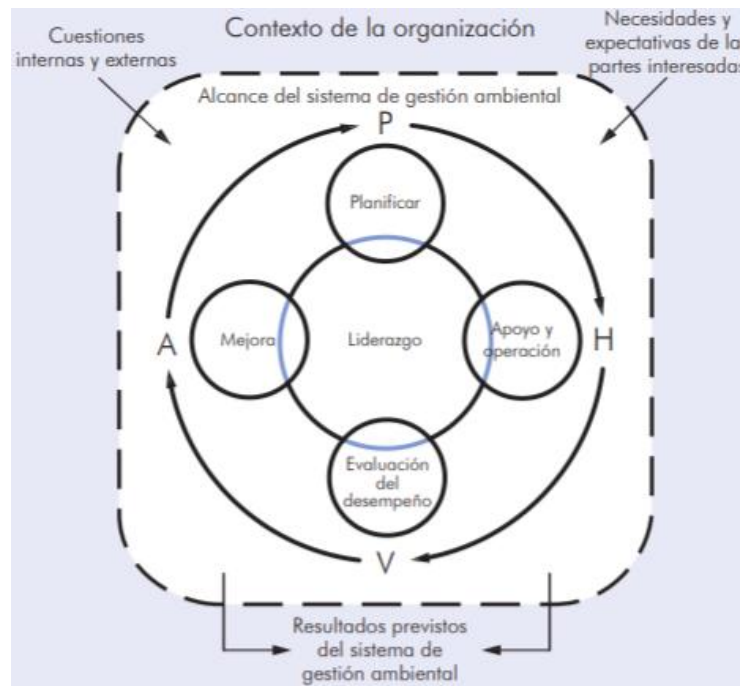 Cuestiones
internas y externas
Contexto de la organización
Necesidades y
expectativas de la
partes interesadas
Alcance del sistema de gestión ambiental
P
Planificar
A
Mejora
Liderazgo
Apoyo y
operación
H
Evaluación
del
desempeño
V
Resultados previstos
del sistema de
gestión ambiental